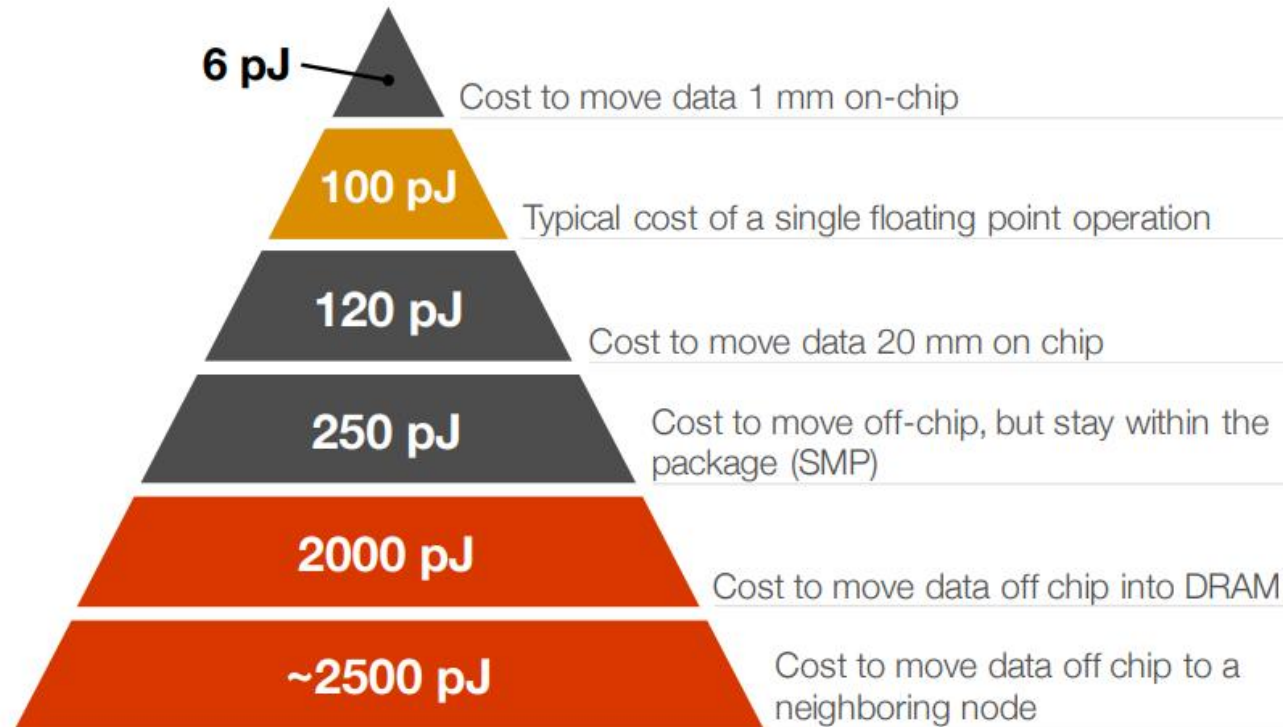 6 pJ
Cost to move data 1 mm on-chip
100 pJ
Typical cost of a single floating point operation
120 pJ
Cost to move data 20 mm on chip
250 pJ
Cost to move off-chip, but stay within the
package (SMP)
2000 pJ
Cost to move data off chip into DRAM
~2500 pJ
Cost to move data off chip to a
neighboring node